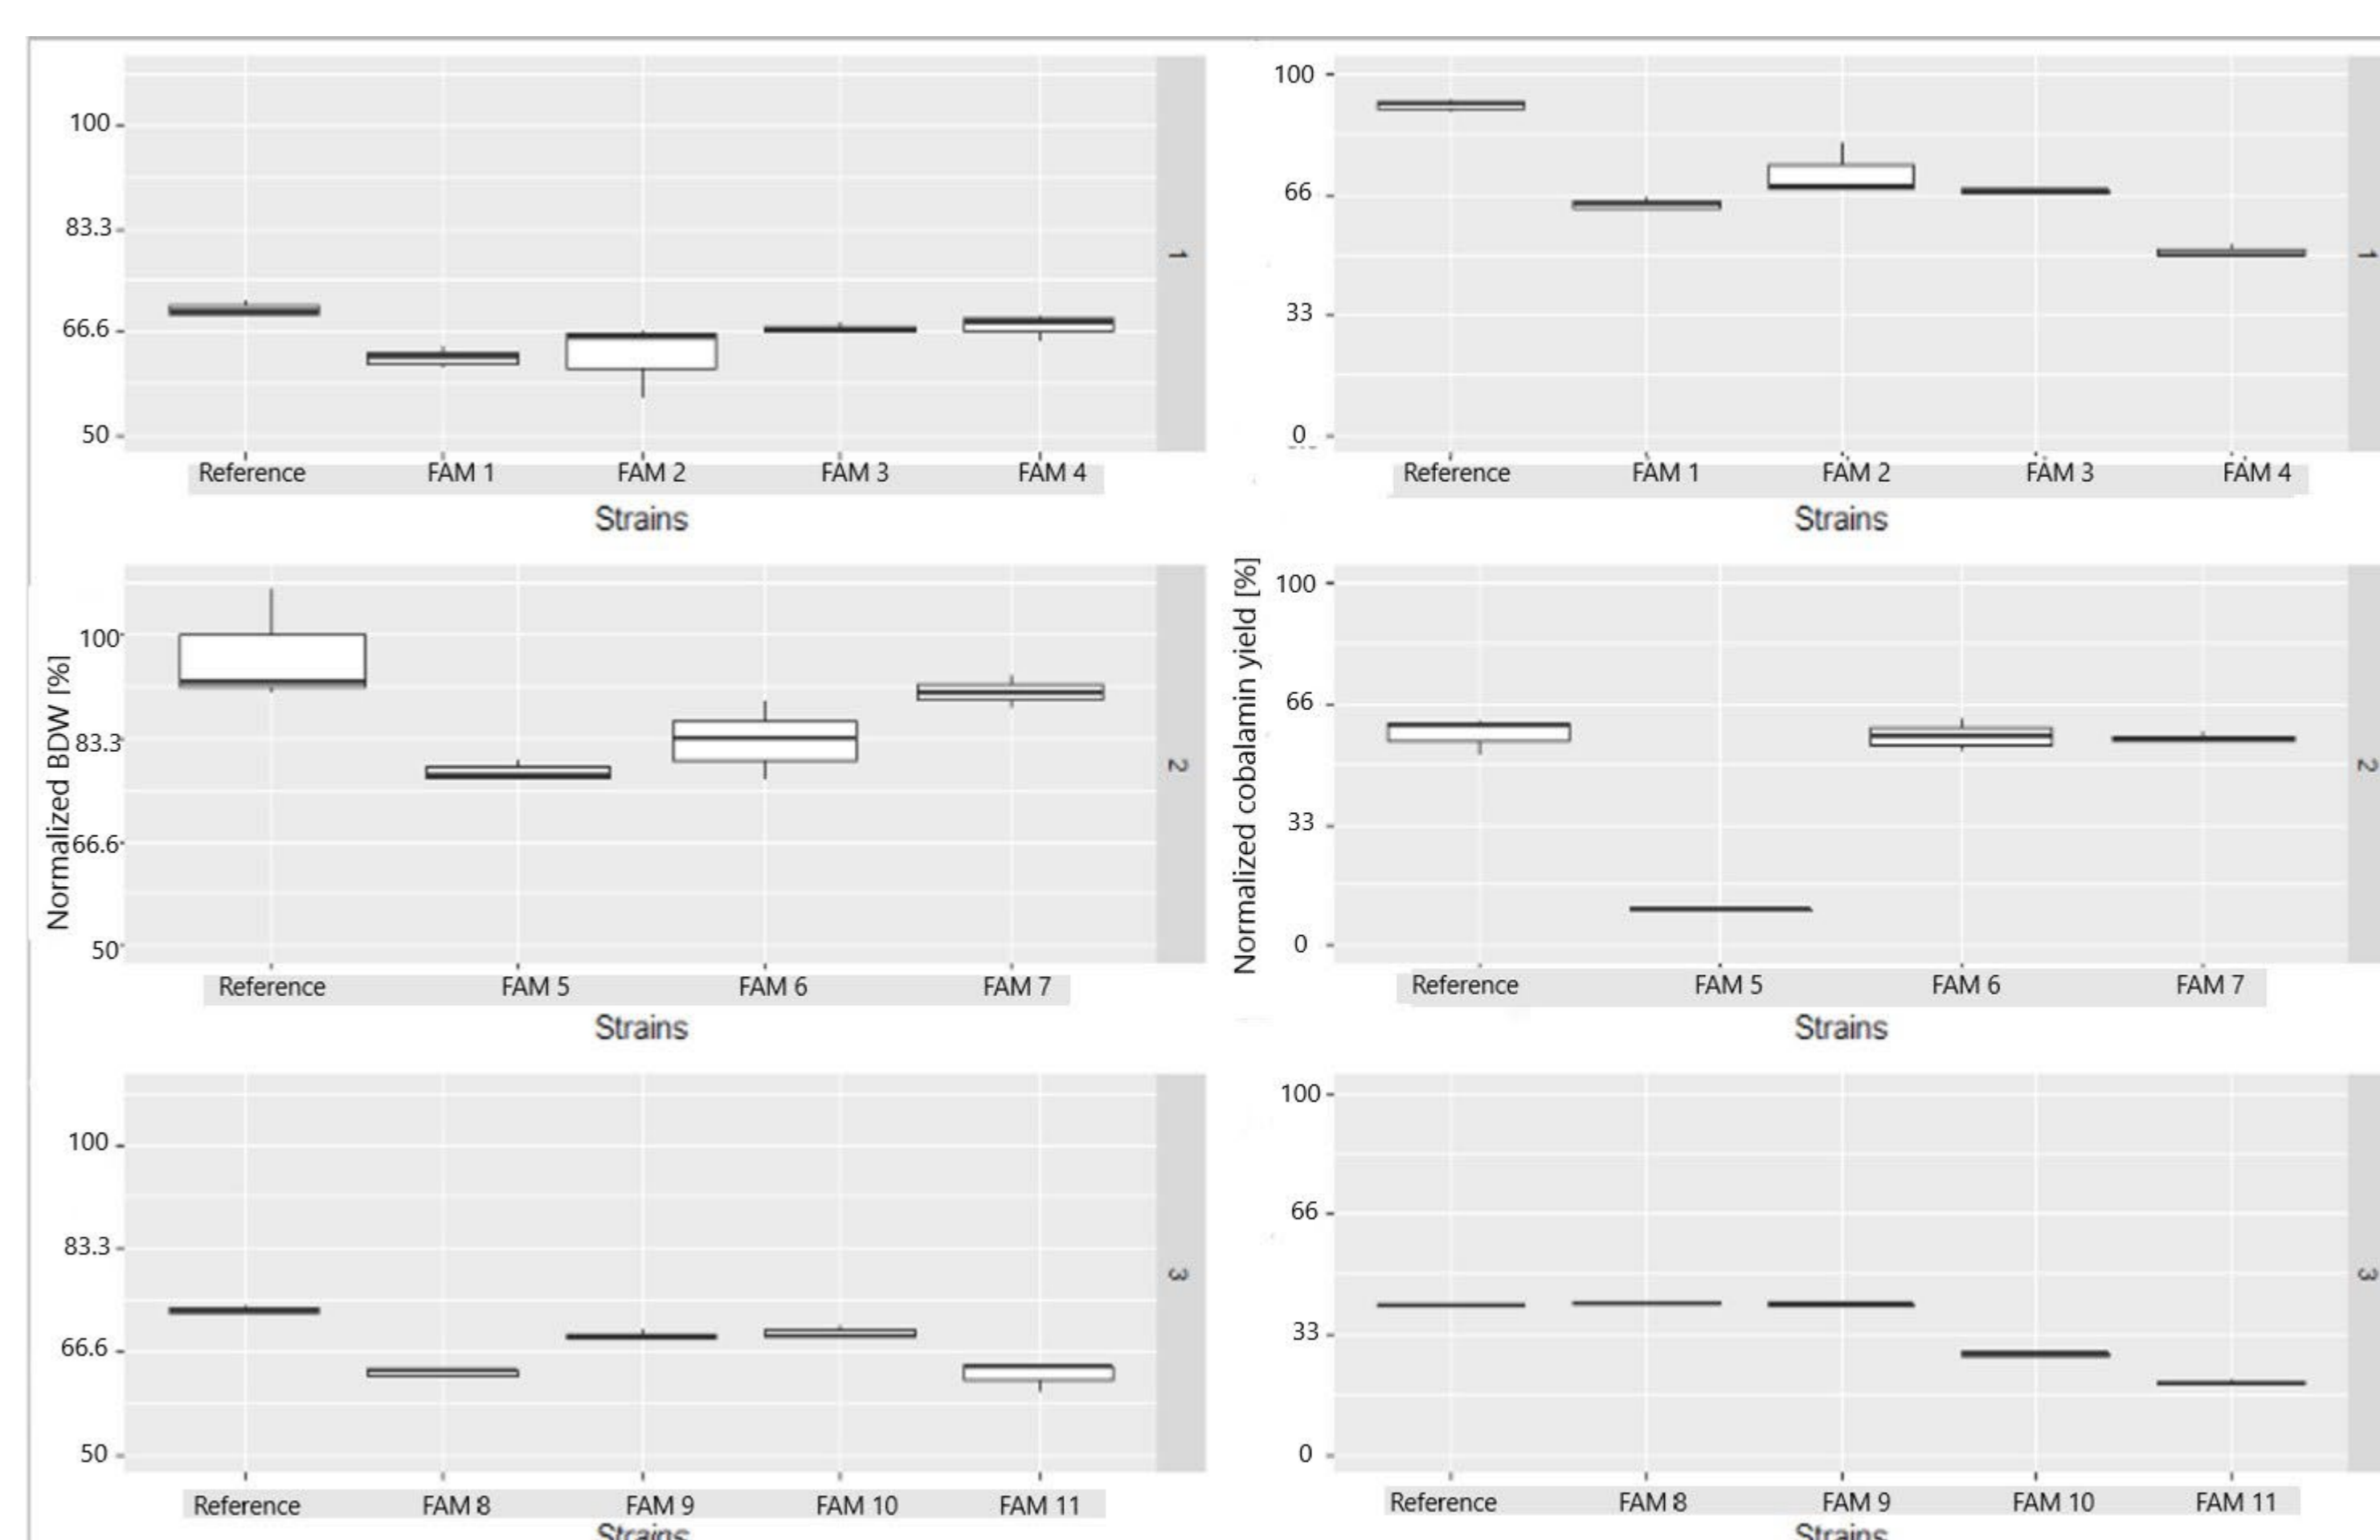 100
83.3
66.6
50
1
Reference FAM 1 FAM 2 FAM 3 FAM 4
Strains
100
66
33
0
1
Reference FAM 1 FAM 2 FAM 3 FAM 4
Strains
Normalized BDW [%]
100
83.3
66.6
50
2
Reference FAM 5 FAM 6 FAM 7
Strains
Normalized cobalamin yield [%]
100
66
33
0
2
Reference FAM 5 FAM 6 FAM 7
Strains
100
83.3
66.6
50
3
Reference FAM 8 FAM 9 FAM 10 FAM 11
Strains
100
66
33
0
3
Reference FAM 8 FAM 9 FAM 10 FAM 11
Strains